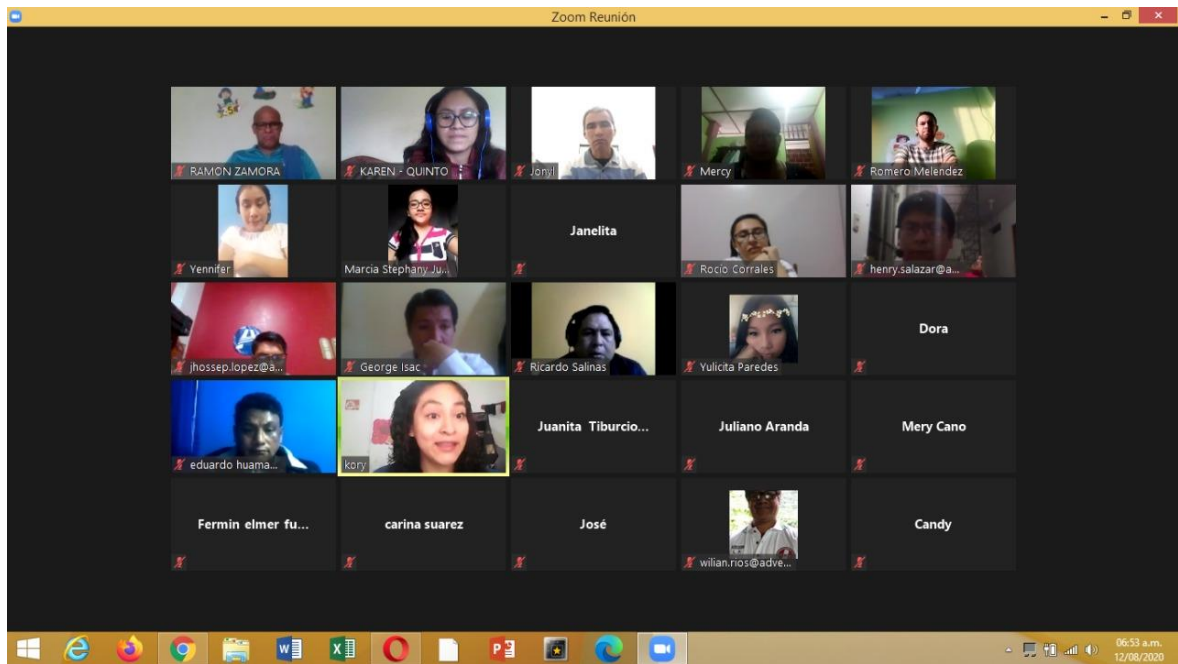 Zoom Reunión
RAMON ZAMORA
KAREN - QUINTO
Jonyl
Mercy
Romero Melendez
Yennifer
Marcia Stephany Ju...
Janelita
Rocío Corrales
henry.salazar@a...
jhossep.lopez@a...
George Isac
Ricardo Salinas
Yulicita Paredes
Dora
eduardo huama...
kory
Juanita Tiburcio...
Juliano Aranda
Mery Cano
Fermin elmer fu...
carina suarez
José
wilian.rios@adve...
Candy
06:53 a.m.
12/08/2020